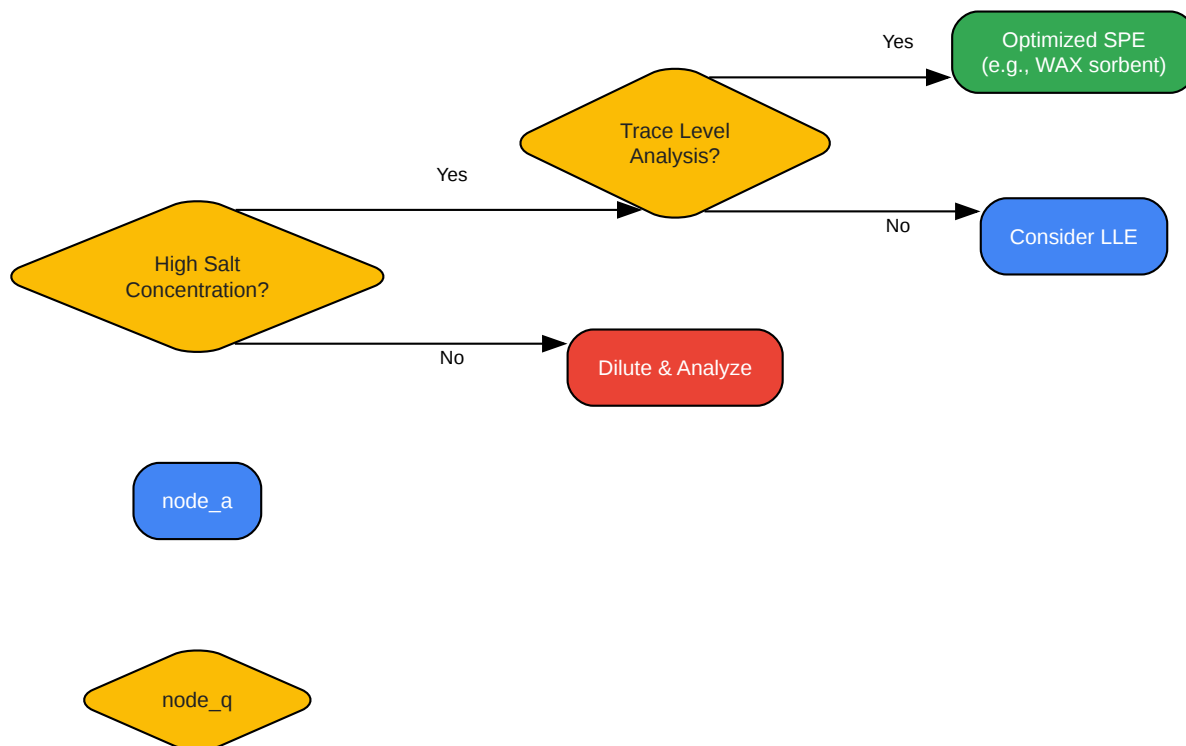 Yes
Optimized SPE
(e.g., WAX sorbent)
Trace Level
Analysis?
Yes
No
Consider LLE
High Salt
Concentration?
No
Dilute & Analyze
node_a
node_q